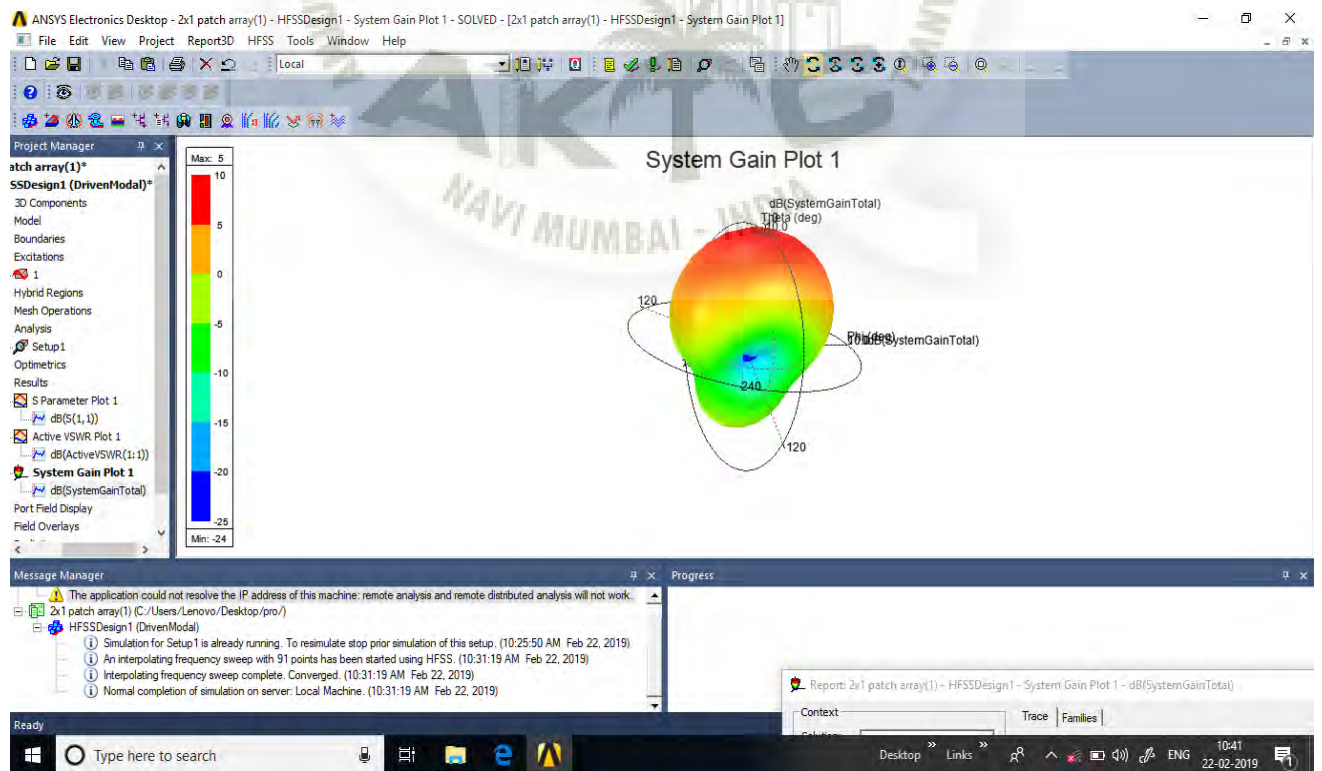 ANSYS Electronics Desktop - 2x1 patch array(1) - HFSSDesign1 - System Gain Plot 1 - SOLVED - [2x1 patch array(1) - HFSSDesign1 - System Gain Plot 1]
File Edit View Project Report3D HFSS Tools Window Help
Local
AKTC
NAVI MUMBAI - INDIA
Project Manager
atch array(1)*
SSDesign1 (DrivenModal)*
3D Components
Model
Boundaries
Excitations
1
Hybrid Regions
Mesh Operations
Analysis
Setup1
Optimetrics
Results
S Parameter Plot 1
dB(S(1,1))
Active VSWR Plot 1
dB(ActiveVSWR(1:1))
System Gain Plot 1
dB(SystemGainTotal)
Port Field Display
Field Overlays
Max: 5
10
5
0
-5
-10
-15
-20
-25
Min: -24
System Gain Plot 1
dB(SystemGainTotal)
Theta (deg)
10.0
120
Phi (deg)
dB(SystemGainTotal)
240
120
Message Manager
The application could not resolve the IP address of this machine: remote analysis and remote distributed analysis will not work.
2x1 patch array(1) (C:/Users/Lenovo/Desktop/pro/)
HFSSDesign1 (DrivenModal)
Simulation for Setup1 is already running. To resimulate stop prior simulation of this setup. (10:25:50 AM Feb 22, 2019)
An interpolating frequency sweep with 91 points has been started using HFSS. (10:31:19 AM Feb 22, 2019)
Interpolating frequency sweep complete. Converged. (10:31:19 AM Feb 22, 2019)
Normal completion of simulation on server: Local Machine. (10:31:19 AM Feb 22, 2019)
Progress
Report: 2x1 patch array(1) - HFSSDesign1 - System Gain Plot 1 - dB(SystemGainTotal)
Context
Trace Families
Ready
Type here to search
Desktop » Links » ENG
10:41
22-02-2019
1